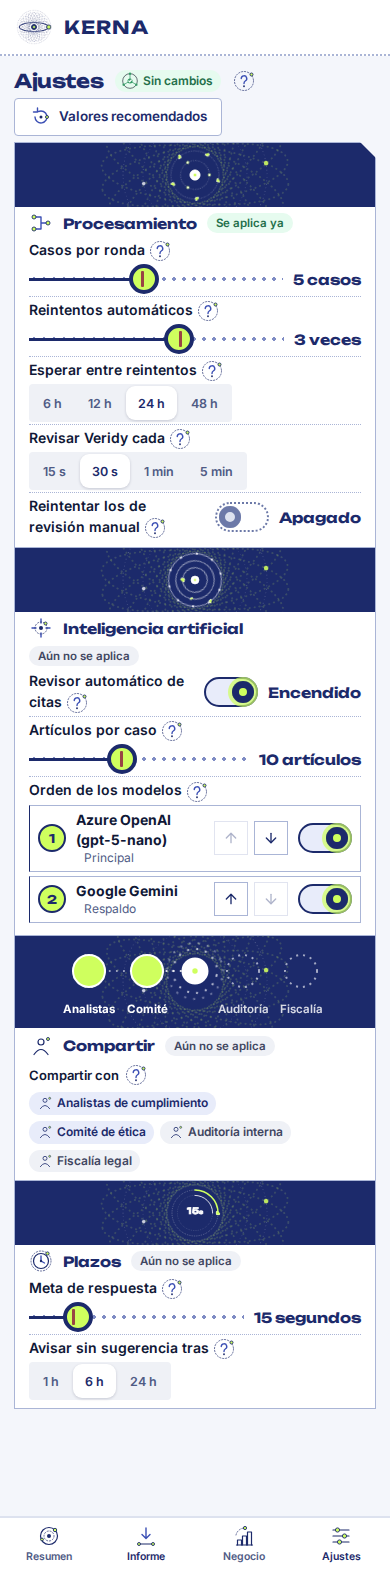 KERNA
Ajustes
Sin cambios
?
Valores recomendados
Procesamiento
Se aplica ya
Casos por ronda ?
5 casos
Reintentos automáticos ?
3 veces
Esperar entre reintentos ?
6 h 12 h 24 h 48 h
Revisar Veridy cada ?
15 s 30 s 1 min 5 min
Reintentar los de
revisión manual ?
Apagado
Inteligencia artificial
Aún no se aplica
Revisor automático de
citas ?
Encendido
Artículos por caso ?
10 artículos
Orden de los modelos ?
1
Azure OpenAI
(gpt-5-nano)
Principal
↑ ↓
2
Google Gemini
Respaldo
↑ ↓
Analistas Comité Auditoría Fiscalía
Compartir
Aún no se aplica
Compartir con ?
Analistas de cumplimiento
Comité de ética
Auditoría interna
Fiscalía legal
15s
Plazos
Aún no se aplica
Meta de respuesta ?
15 segundos
Avisar sin sugerencia tras ?
1 h 6 h 24 h
Resumen Informe Negocio Ajustes